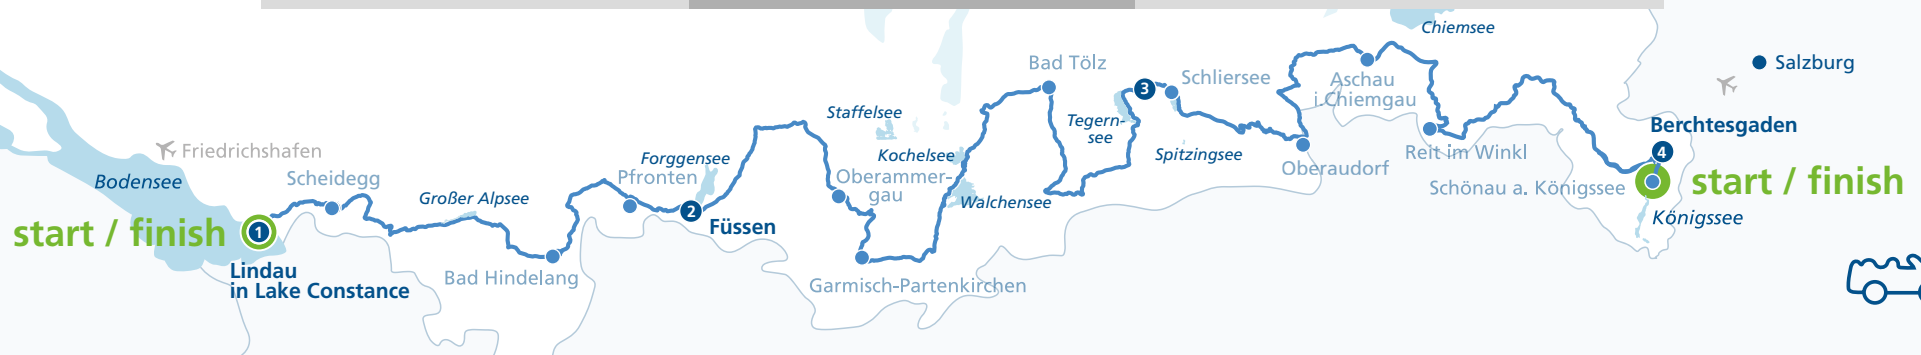 Chiemsee
Bad Tölz
Salzburg
Schliersee
Aschau
i.Chiemgau
3
Staffelsee
Tegern-
see
Berchtesgaden
Friedrichshafen
Kochelsee
Spitzingsee
Reit im Winkl
4
Forggensee
Oberaudorf
Bodensee
Scheidegg
Pfronten
Oberammer-
gau
Schönau a. Königssee
start / finish
Großer Alpsee
Walchensee
2
Füssen
Königssee
start / finish
1
Lindau
in Lake Constance
Bad Hindelang
Garmisch-Partenkirchen